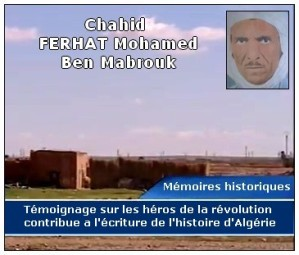 Chahid
FERHAT Mohamed
Ben Mabrouk
Mémoires historiques
Témoignage sur les héros de la révolution
contribue a l'écriture de l'histoire d'Algérie